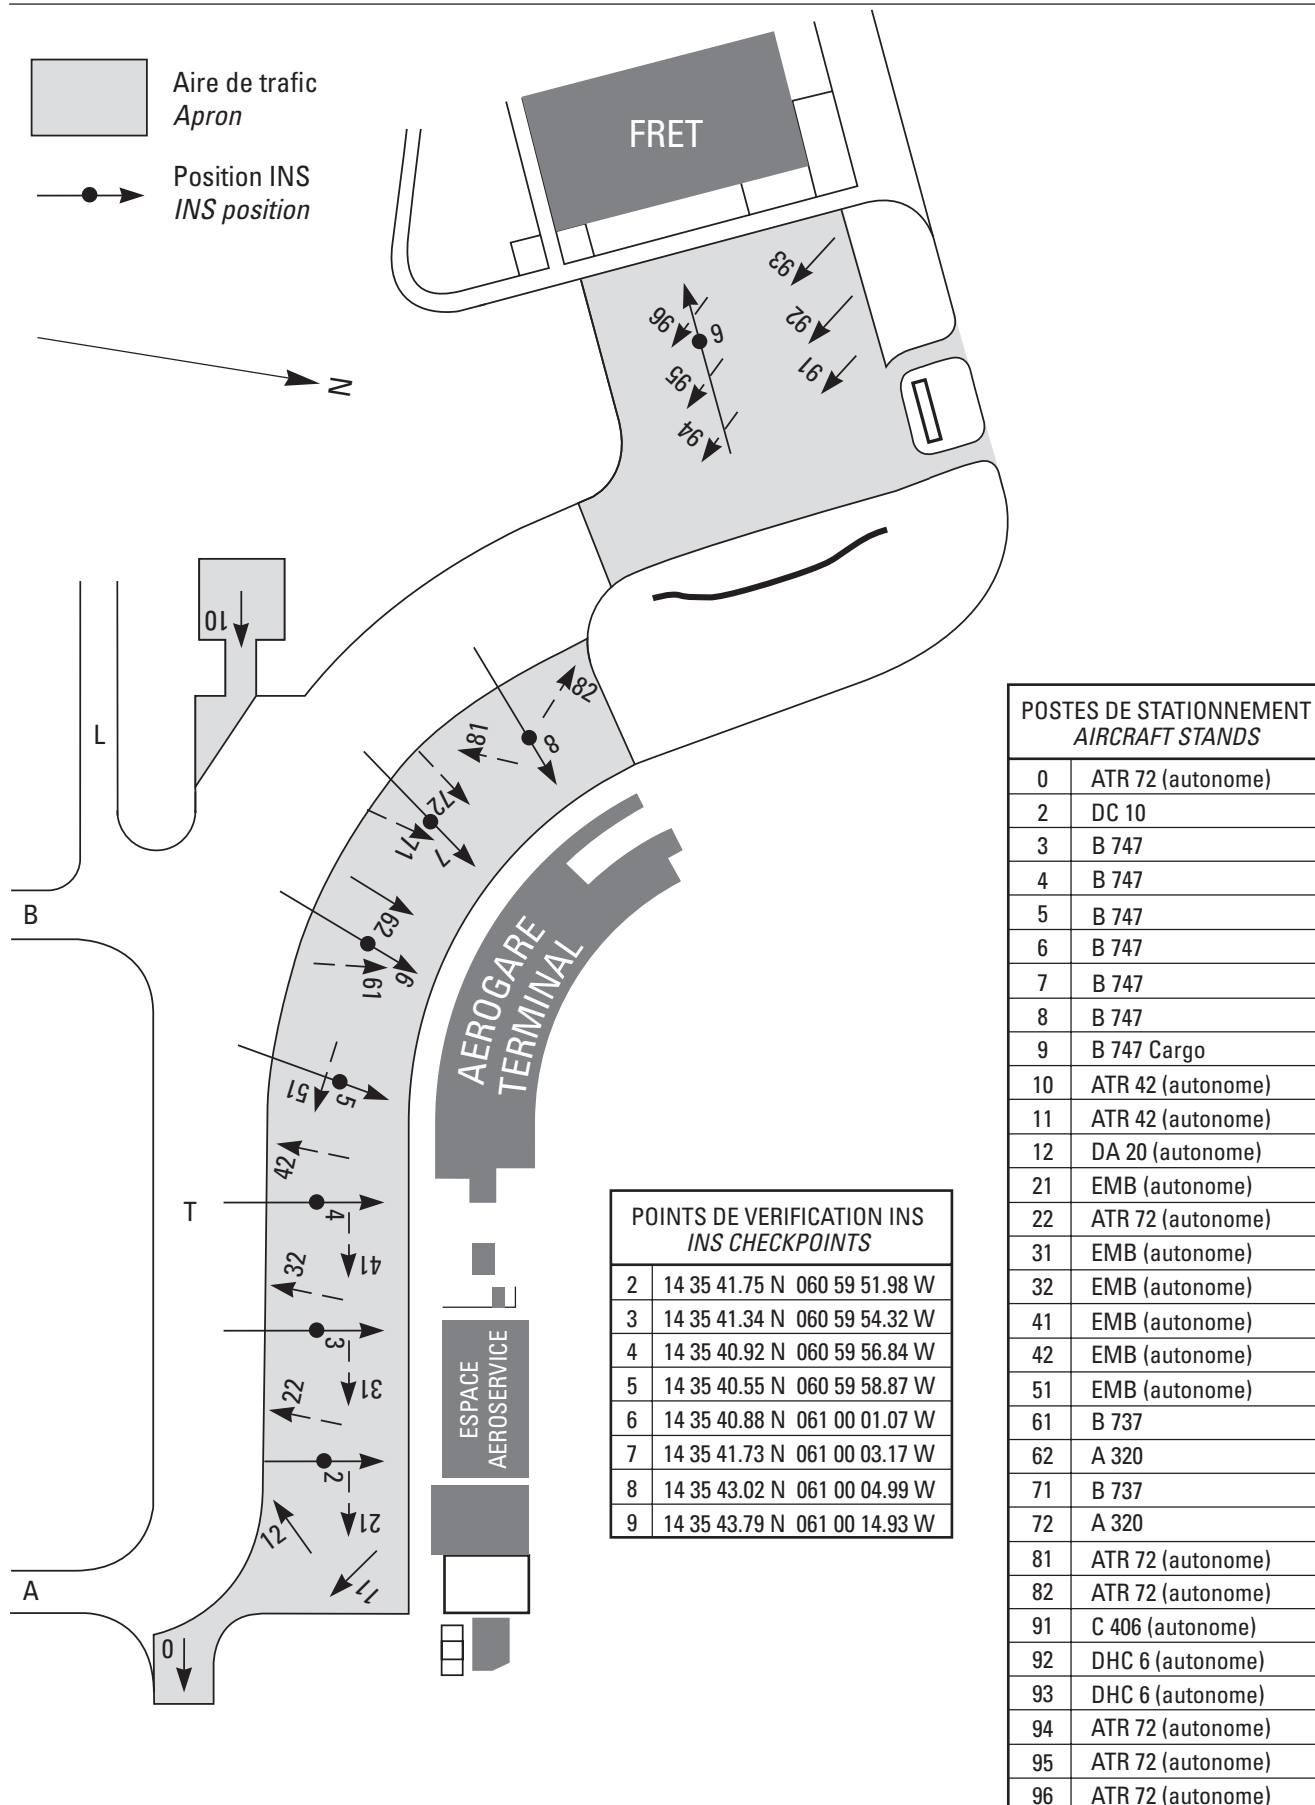 Aire de trafic
Apron
Position INS
INS position
FRET
93
92
91
96
9
95
94
N
10
L
82
81
8
72
71
7
B
62
6
61
AEROGARE
TERMINAL
51
5
42
T
4
41
32
3
31
22
2
21
12
11
A
0
ESPACE
AEROSERVICE
POINTS DE VERIFICATION INS
INS CHECKPOINTS
2 14 35 41.75 N 060 59 51.98 W
3 14 35 41.34 N 060 59 54.32 W
4 14 35 40.92 N 060 59 56.84 W
5 14 35 40.55 N 060 59 58.87 W
6 14 35 40.88 N 061 00 01.07 W
7 14 35 41.73 N 061 00 03.17 W
8 14 35 43.02 N 061 00 04.99 W
9 14 35 43.79 N 061 00 14.93 W
POSTES DE STATIONNEMENT
AIRCRAFT STANDS
0 ATR 72 (autonome)
2 DC 10
3 B 747
4 B 747
5 B 747
6 B 747
7 B 747
8 B 747
9 B 747 Cargo
10 ATR 42 (autonome)
11 ATR 42 (autonome)
12 DA 20 (autonome)
21 EMB (autonome)
22 ATR 72 (autonome)
31 EMB (autonome)
32 EMB (autonome)
41 EMB (autonome)
42 EMB (autonome)
51 EMB (autonome)
61 B 737
62 A 320
71 B 737
72 A 320
81 ATR 72 (autonome)
82 ATR 72 (autonome)
91 C 406 (autonome)
92 DHC 6 (autonome)
93 DHC 6 (autonome)
94 ATR 72 (autonome)
95 ATR 72 (autonome)
96 ATR 72 (autonome)